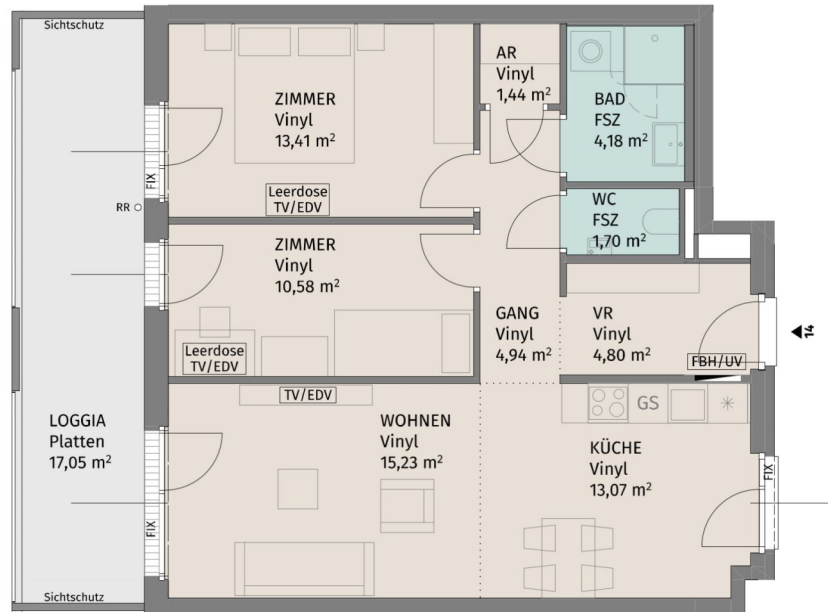 Sichtschutz
ZIMMER
Vinyl
13,41 m²
Leerdose
TV/EDV
FIX
AR
Vinyl
1,44 m²
BAD
FSZ
4,18 m²
WC
FSZ
1,70 m²
RR
ZIMMER
Vinyl
10,58 m²
Leerdose
TV/EDV
GANG
Vinyl
4,94 m²
VR
Vinyl
4,80 m²
FBH/UV
14
LOGGIA
Platten
17,05 m²
TV/EDV
WOHNEN
Vinyl
15,23 m²
FIX
GS
KÜCHE
Vinyl
13,07 m²
FIX
Sichtschutz